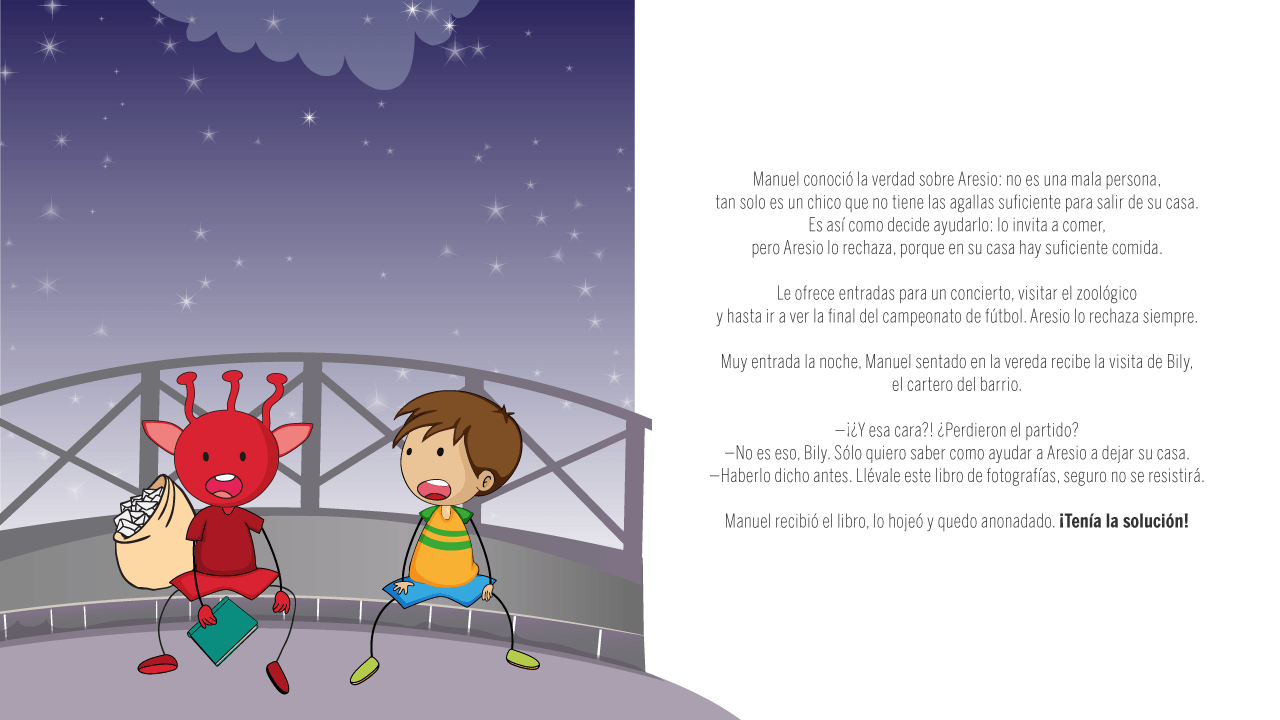 Manuel conoció la verdad sobre Aresio: no es una mala persona,
tan solo es un chico que no tiene las agallas suficiente para salir de su casa.
Es así como decide ayudarlo: lo invita a comer,
pero Aresio lo rechaza, porque en su casa hay suficiente comida.
Le ofrece entradas para un concierto, visitar el zoológico
y hasta ir a ver la final del campeonato de fútbol. Aresio lo rechaza siempre.
Muy entrada la noche, Manuel sentado en la vereda recibe la visita de Bily,
el cartero del barrio.
–¡¿Y esa cara?! ¿Perdieron el partido?
–No es eso, Bily. Sólo quiero saber como ayudar a Aresio a dejar su casa.
–Haberlo dicho antes. Llévale este libro de fotografías, seguro no se resistirá.
Manuel recibió el libro, lo hojeó y quedo anonadado. ¡Tenía la solución!